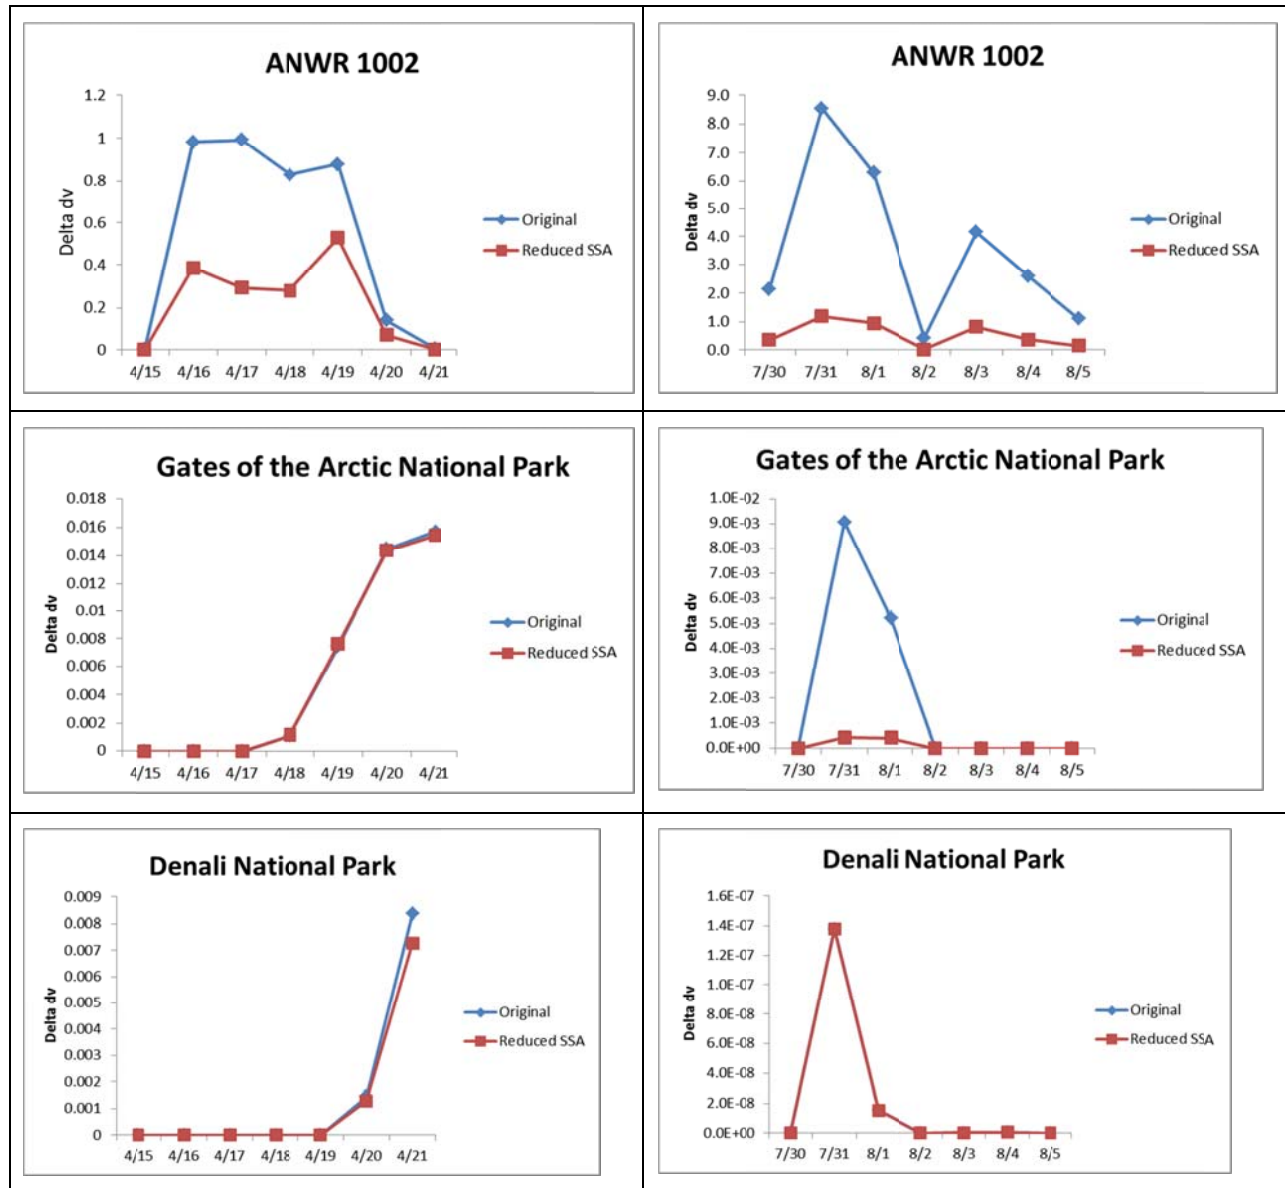 ANWR 1002
1.2
1
0.8
0.6
0.4
0.2
0
Delta dv
4/15 4/16 4/17 4/18 4/19 4/20 4/21
Original
Reduced SSA
ANWR 1002
9.0
8.0
7.0
6.0
5.0
4.0
3.0
2.0
1.0
0.0
Delta dv
7/30 7/31 8/1 8/2 8/3 8/4 8/5
Original
Reduced SSA
Gates of the Arctic National Park
0.018
0.016
0.014
0.012
0.01
0.008
0.006
0.004
0.002
0
Delta dv
4/15 4/16 4/17 4/18 4/19 4/20 4/21
Original
Reduced SSA
Gates of the Arctic National Park
1.0E-02
9.0E-03
8.0E-03
7.0E-03
6.0E-03
5.0E-03
4.0E-03
3.0E-03
2.0E-03
1.0E-03
0.0E+00
Delta dv
7/30 7/31 8/1 8/2 8/3 8/4 8/5
Original
Reduced SSA
Denali National Park
0.009
0.008
0.007
0.006
0.005
0.004
0.003
0.002
0.001
0
Delta dv
4/15 4/16 4/17 4/18 4/19 4/20 4/21
Original
Reduced SSA
Denali National Park
1.6E-07
1.4E-07
1.2E-07
1.0E-07
8.0E-08
6.0E-08
4.0E-08
2.0E-08
0.0E+00
Delta dv
7/30 7/31 8/1 8/2 8/3 8/4 8/5
Original
Reduced SSA